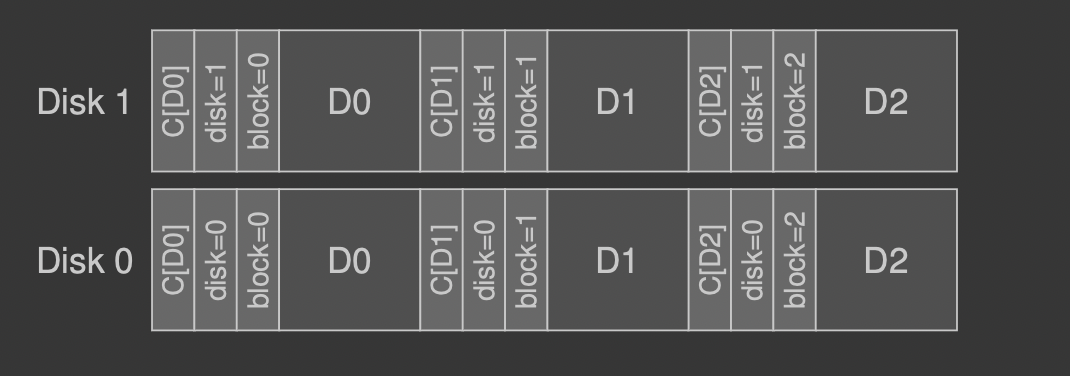 Disk 1 C[D0] disk=1 block=0 D0 C[D1] disk=1 block=1 D1 C[D2] disk=1 block=2 D2
Disk 0 C[D0] disk=0 block=0 D0 C[D1] disk=0 block=1 D1 C[D2] disk=0 block=2 D2